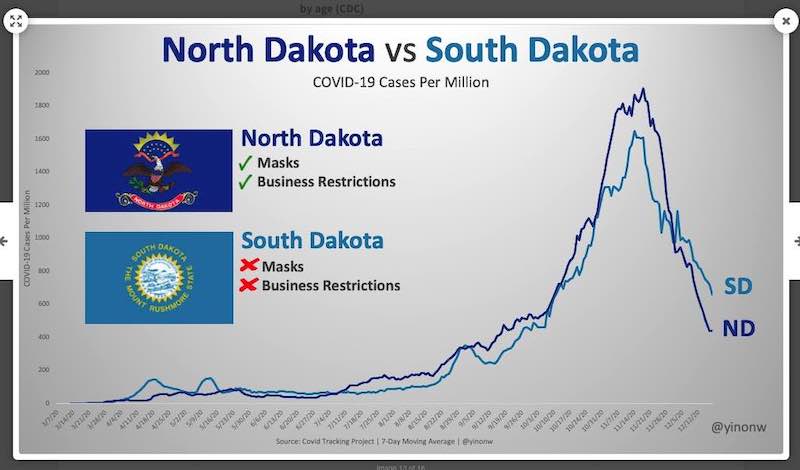 by age (CDC)
North Dakota vs South Dakota
COVID-19 Cases Per Million
2000
1800
1600
1400
1200
1000
800
600
400
200
0
COVID-19 Cases Per Million
NORTH DAKOTA
North Dakota
Masks
Business Restrictions
SOUTH DAKOTA
THE MOUNT RUSHMORE STATE
South Dakota
Masks
Business Restrictions
SD
ND
3/7/20 3/14/20 3/21/20 3/28/20 4/4/20 4/11/20 4/18/20 4/25/20 5/2/20 5/9/20 5/16/20 5/23/20 5/30/20 6/6/20 6/13/20 6/20/20 6/27/20 7/4/20 7/11/20 7/18/20 7/25/20 8/1/20 8/8/20 8/15/20 8/22/20 8/29/20 9/5/20 9/12/20 9/19/20 9/26/20 10/3/20 10/10/20 10/17/20 10/24/20 10/31/20 11/7/20 11/14/20 11/21/20 11/28/20 12/5/20 12/12/20
@yinonw
Source: Covid Tracking Project | 7-Day Moving Average | @yinonw